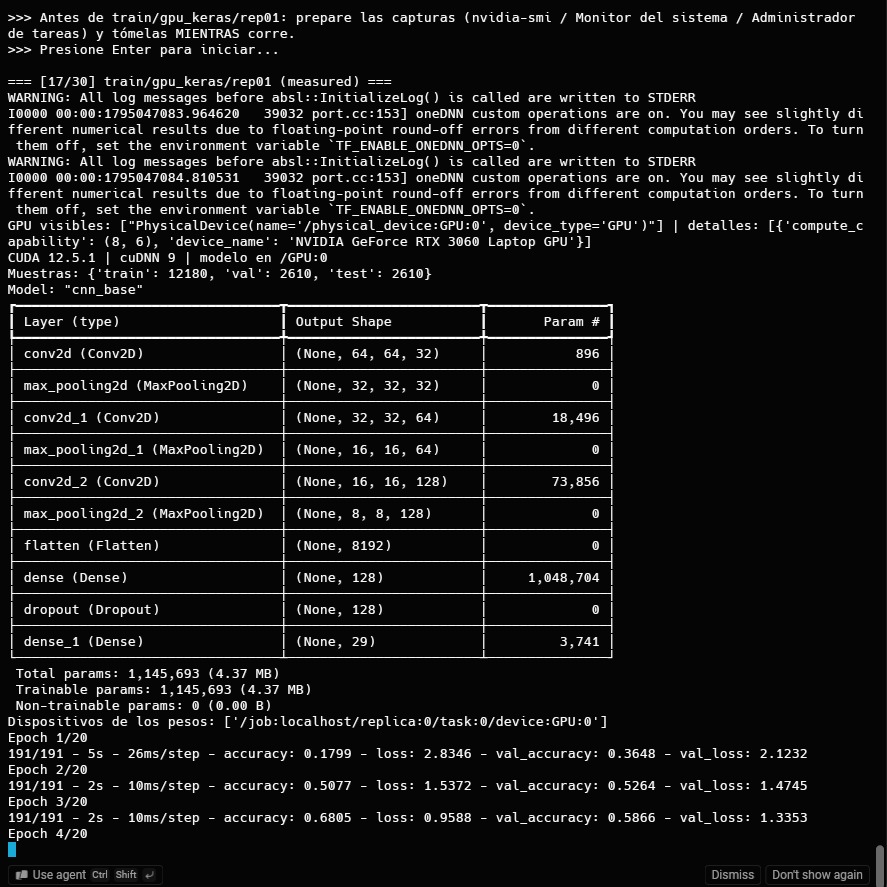 >>> Antes de train/gpu_keras/rep01: prepare las capturas (nvidia-smi / Monitor del sistema / Administrador
de tareas) y tómelas MIENTRAS corre.
>>> Presione Enter para iniciar...
=== [17/30] train/gpu_keras/rep01 (measured) ===
WARNING: All log messages before absl::InitializeLog() is called are written to STDERR
I0000 00:00:1795047083.964620   39032 port.cc:153] oneDNN custom operations are on. You may see slightly di
fferent numerical results due to floating-point round-off errors from different computation orders. To turn
 them off, set the environment variable `TF_ENABLE_ONEDNN_OPTS=0`.
WARNING: All log messages before absl::InitializeLog() is called are written to STDERR
I0000 00:00:1795047084.810531   39032 port.cc:153] oneDNN custom operations are on. You may see slightly di
fferent numerical results due to floating-point round-off errors from different computation orders. To turn
 them off, set the environment variable `TF_ENABLE_ONEDNN_OPTS=0`.
GPU visibles: ["PhysicalDevice(name='/physical_device:GPU:0', device_type='GPU')"] | detalles: [{'compute_c
apability': (8, 6), 'device_name': 'NVIDIA GeForce RTX 3060 Laptop GPU'}]
CUDA 12.5.1 | cuDNN 9 | modelo en /GPU:0
Muestras: {'train': 12180, 'val': 2610, 'test': 2610}
Model: "cnn_base"
Layer (type) Output Shape Param #
conv2d (Conv2D) (None, 64, 64, 32) 896
max_pooling2d (MaxPooling2D) (None, 32, 32, 32) 0
conv2d_1 (Conv2D) (None, 32, 32, 64) 18,496
max_pooling2d_1 (MaxPooling2D) (None, 16, 16, 64) 0
conv2d_2 (Conv2D) (None, 16, 16, 128) 73,856
max_pooling2d_2 (MaxPooling2D) (None, 8, 8, 128) 0
flatten (Flatten) (None, 8192) 0
dense (Dense) (None, 128) 1,048,704
dropout (Dropout) (None, 128) 0
dense_1 (Dense) (None, 29) 3,741
Total params: 1,145,693 (4.37 MB)
Trainable params: 1,145,693 (4.37 MB)
Non-trainable params: 0 (0.00 B)
Dispositivos de los pesos: ['/job:localhost/replica:0/task:0/device:GPU:0']
Epoch 1/20
191/191 - 5s - 26ms/step - accuracy: 0.1799 - loss: 2.8346 - val_accuracy: 0.3648 - val_loss: 2.1232
Epoch 2/20
191/191 - 2s - 10ms/step - accuracy: 0.5077 - loss: 1.5372 - val_accuracy: 0.5264 - val_loss: 1.4745
Epoch 3/20
191/191 - 2s - 10ms/step - accuracy: 0.6805 - loss: 0.9588 - val_accuracy: 0.5866 - val_loss: 1.3353
Epoch 4/20
Use agent Ctrl Shift ↵ Dismiss Don't show again